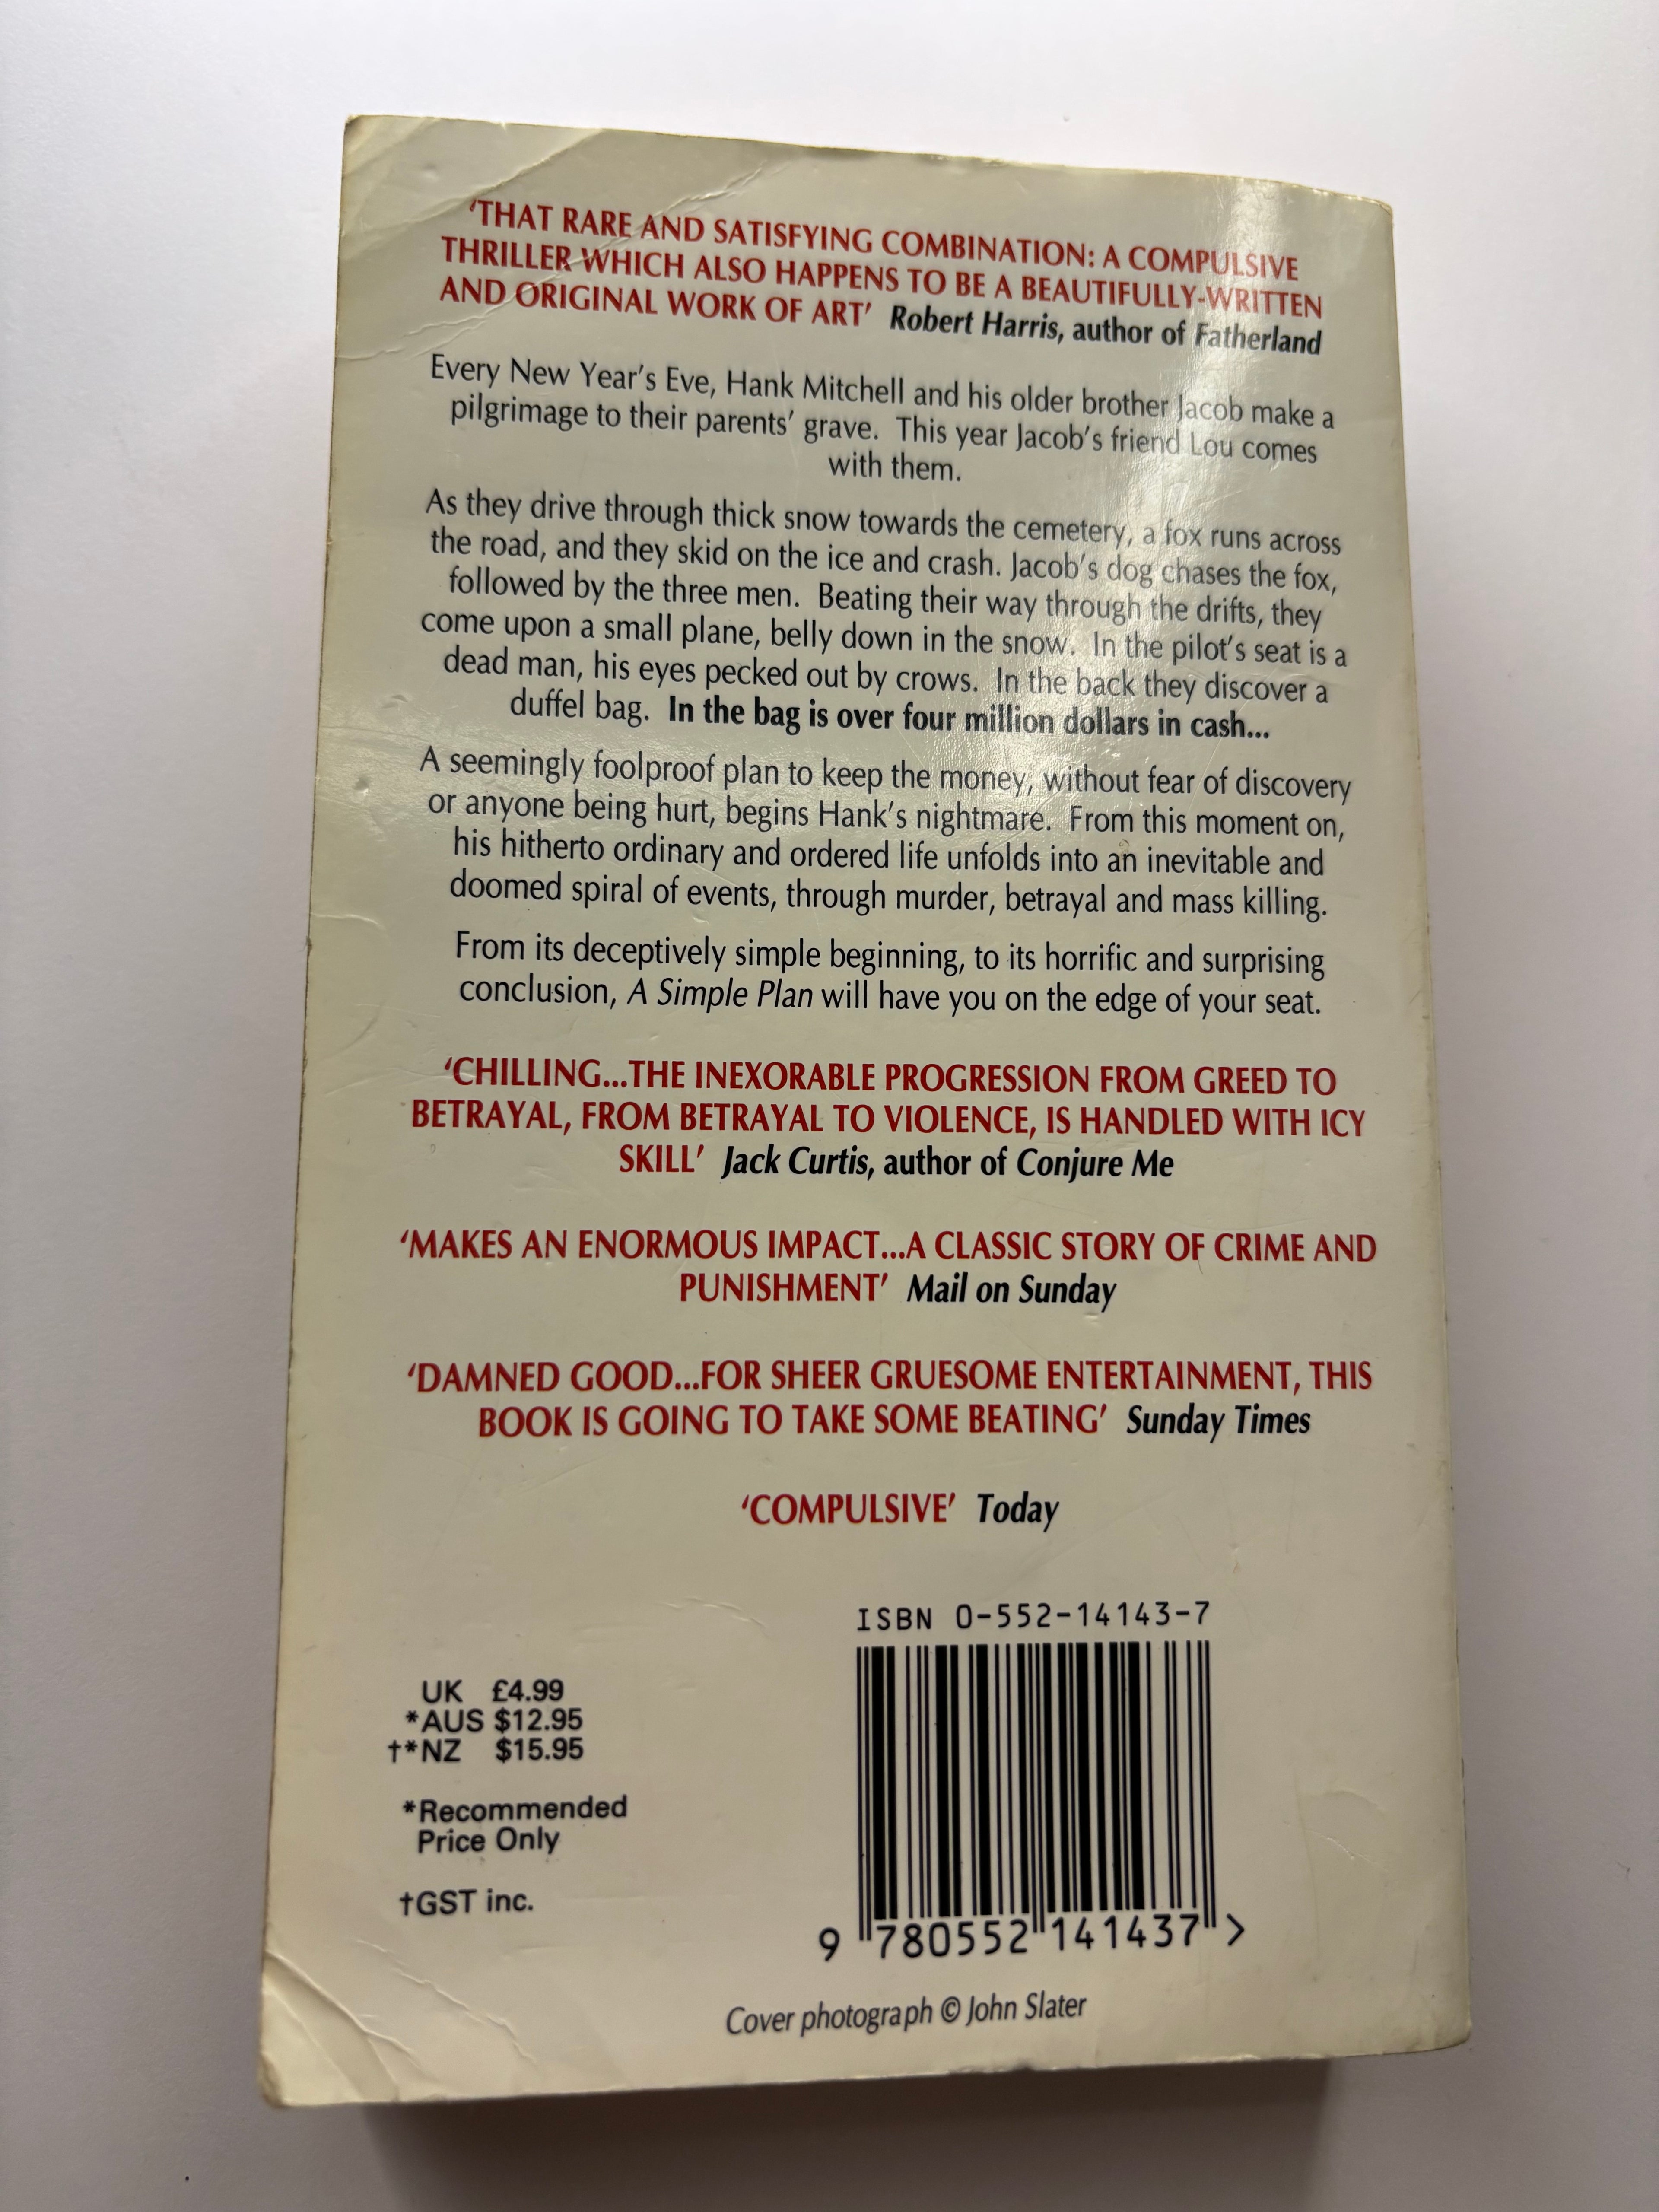 ‘THAT RARE AND SATISFYING COMBINATION: A COMPULSIVE
THRILLER WHICH ALSO HAPPENS TO BE A BEAUTIFULLY-WRITTEN
AND ORIGINAL WORK OF ART’ Robert Harris, author of Fatherland
Every New Year’s Eve, Hank Mitchell and his older brother Jacob make a
pilgrimage to their parents’ grave. This year Jacob’s friend Lou comes
with them.
As they drive through thick snow towards the cemetery, a fox runs across
the road, and they skid on the ice and crash. Jacob’s dog chases the fox,
followed by the three men. Beating their way through the drifts, they
come upon a small plane, belly down in the snow. In the pilot’s seat is a
dead man, his eyes pecked out by crows. In the back they discover a
duffel bag. In the bag is over four million dollars in cash...
A seemingly foolproof plan to keep the money, without fear of discovery
or anyone being hurt, begins Hank’s nightmare. From this moment on,
his hitherto ordinary and ordered life unfolds into an inevitable and
doomed spiral of events, through murder, betrayal and mass killing.
From its deceptively simple beginning, to its horrific and surprising
conclusion, A Simple Plan will have you on the edge of your seat.
‘CHILLING...THE INEXORABLE PROGRESSION FROM GREED TO
BETRAYAL, FROM BETRAYAL TO VIOLENCE, IS HANDLED WITH ICY
SKILL’ Jack Curtis, author of Conjure Me
‘MAKES AN ENORMOUS IMPACT...A CLASSIC STORY OF CRIME AND
PUNISHMENT’ Mail on Sunday
‘DAMNED GOOD...FOR SHEER GRUESOME ENTERTAINMENT, THIS
BOOK IS GOING TO TAKE SOME BEATING’ Sunday Times
‘COMPULSIVE’ Today
UK £4.99
*AUS $12.95
†*NZ $15.95
*Recommended
Price Only
†GST inc.
ISBN 0-552-14143-7
9 780552 141437 >
Cover photograph © John Slater